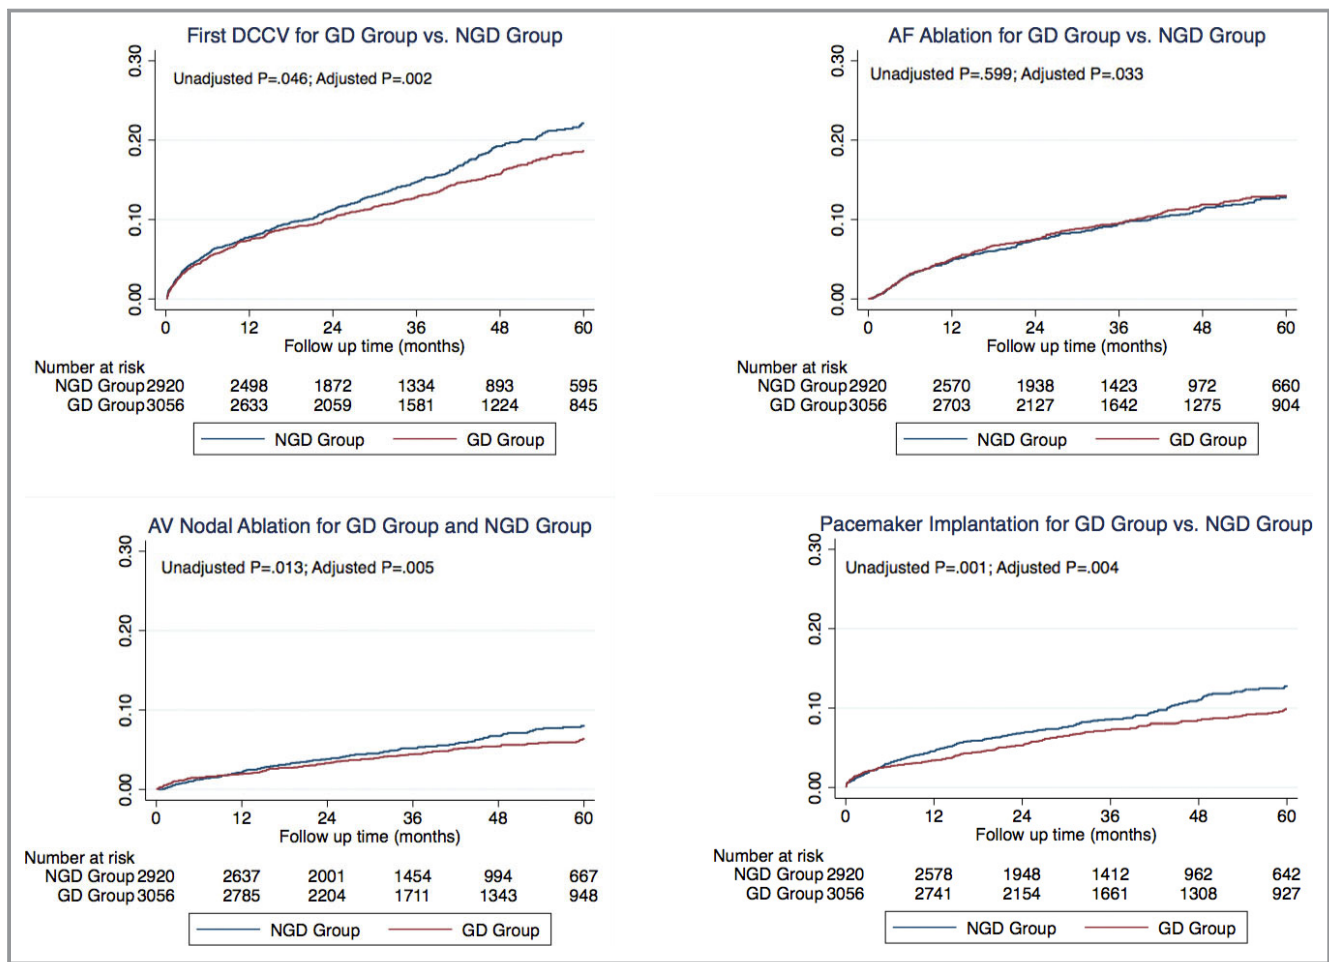 First DCCV for GD Group vs. NGD Group
Unadjusted P=.046; Adjusted P=.002
0.30
0.20
0.10
0.00
0 12 24 36 48 60
Follow up time (months)
Number at risk
NGD Group 2920 2498 1872 1334 893 595
GD Group 3056 2633 2059 1581 1224 845
NGD Group GD Group
AF Ablation for GD Group vs. NGD Group
Unadjusted P=.599; Adjusted P=.033
0.30
0.20
0.10
0.00
0 12 24 36 48 60
Follow up time (months)
Number at risk
NGD Group 2920 2570 1938 1423 972 660
GD Group 3056 2703 2127 1642 1275 904
NGD Group GD Group
AV Nodal Ablation for GD Group and NGD Group
Unadjusted P=.013; Adjusted P=.005
0.30
0.20
0.10
0.00
0 12 24 36 48 60
Follow up time (months)
Number at risk
NGD Group 2920 2637 2001 1454 994 667
GD Group 3056 2785 2204 1711 1343 948
NGD Group GD Group
Pacemaker Implantation for GD Group vs. NGD Group
Unadjusted P=.001; Adjusted P=.004
0.30
0.20
0.10
0.00
0 12 24 36 48 60
Follow up time (months)
Number at risk
NGD Group 2920 2578 1948 1412 962 642
GD Group 3056 2741 2154 1661 1308 927
NGD Group GD Group